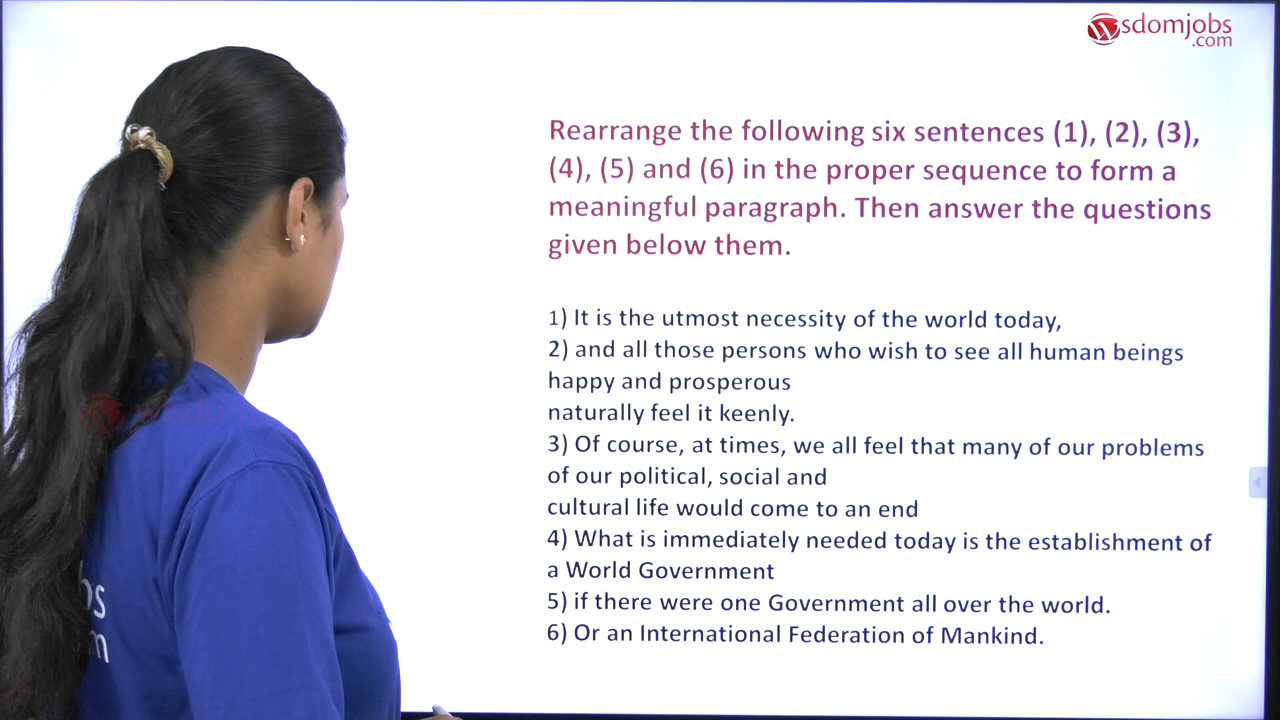 wsdomjobs
.com
Rearrange the following six sentences (1), (2), (3),
(4), (5) and (6) in the proper sequence to form a
meaningful paragraph. Then answer the questions
given below them.
1) It is the utmost necessity of the world today,
2) and all those persons who wish to see all human beings
happy and prosperous
naturally feel it keenly.
3) Of course, at times, we all feel that many of our problems
of our political, social and
cultural life would come to an end
4) What is immediately needed today is the establishment of
a World Government
5) if there were one Government all over the world.
6) Or an International Federation of Mankind.
bs
om